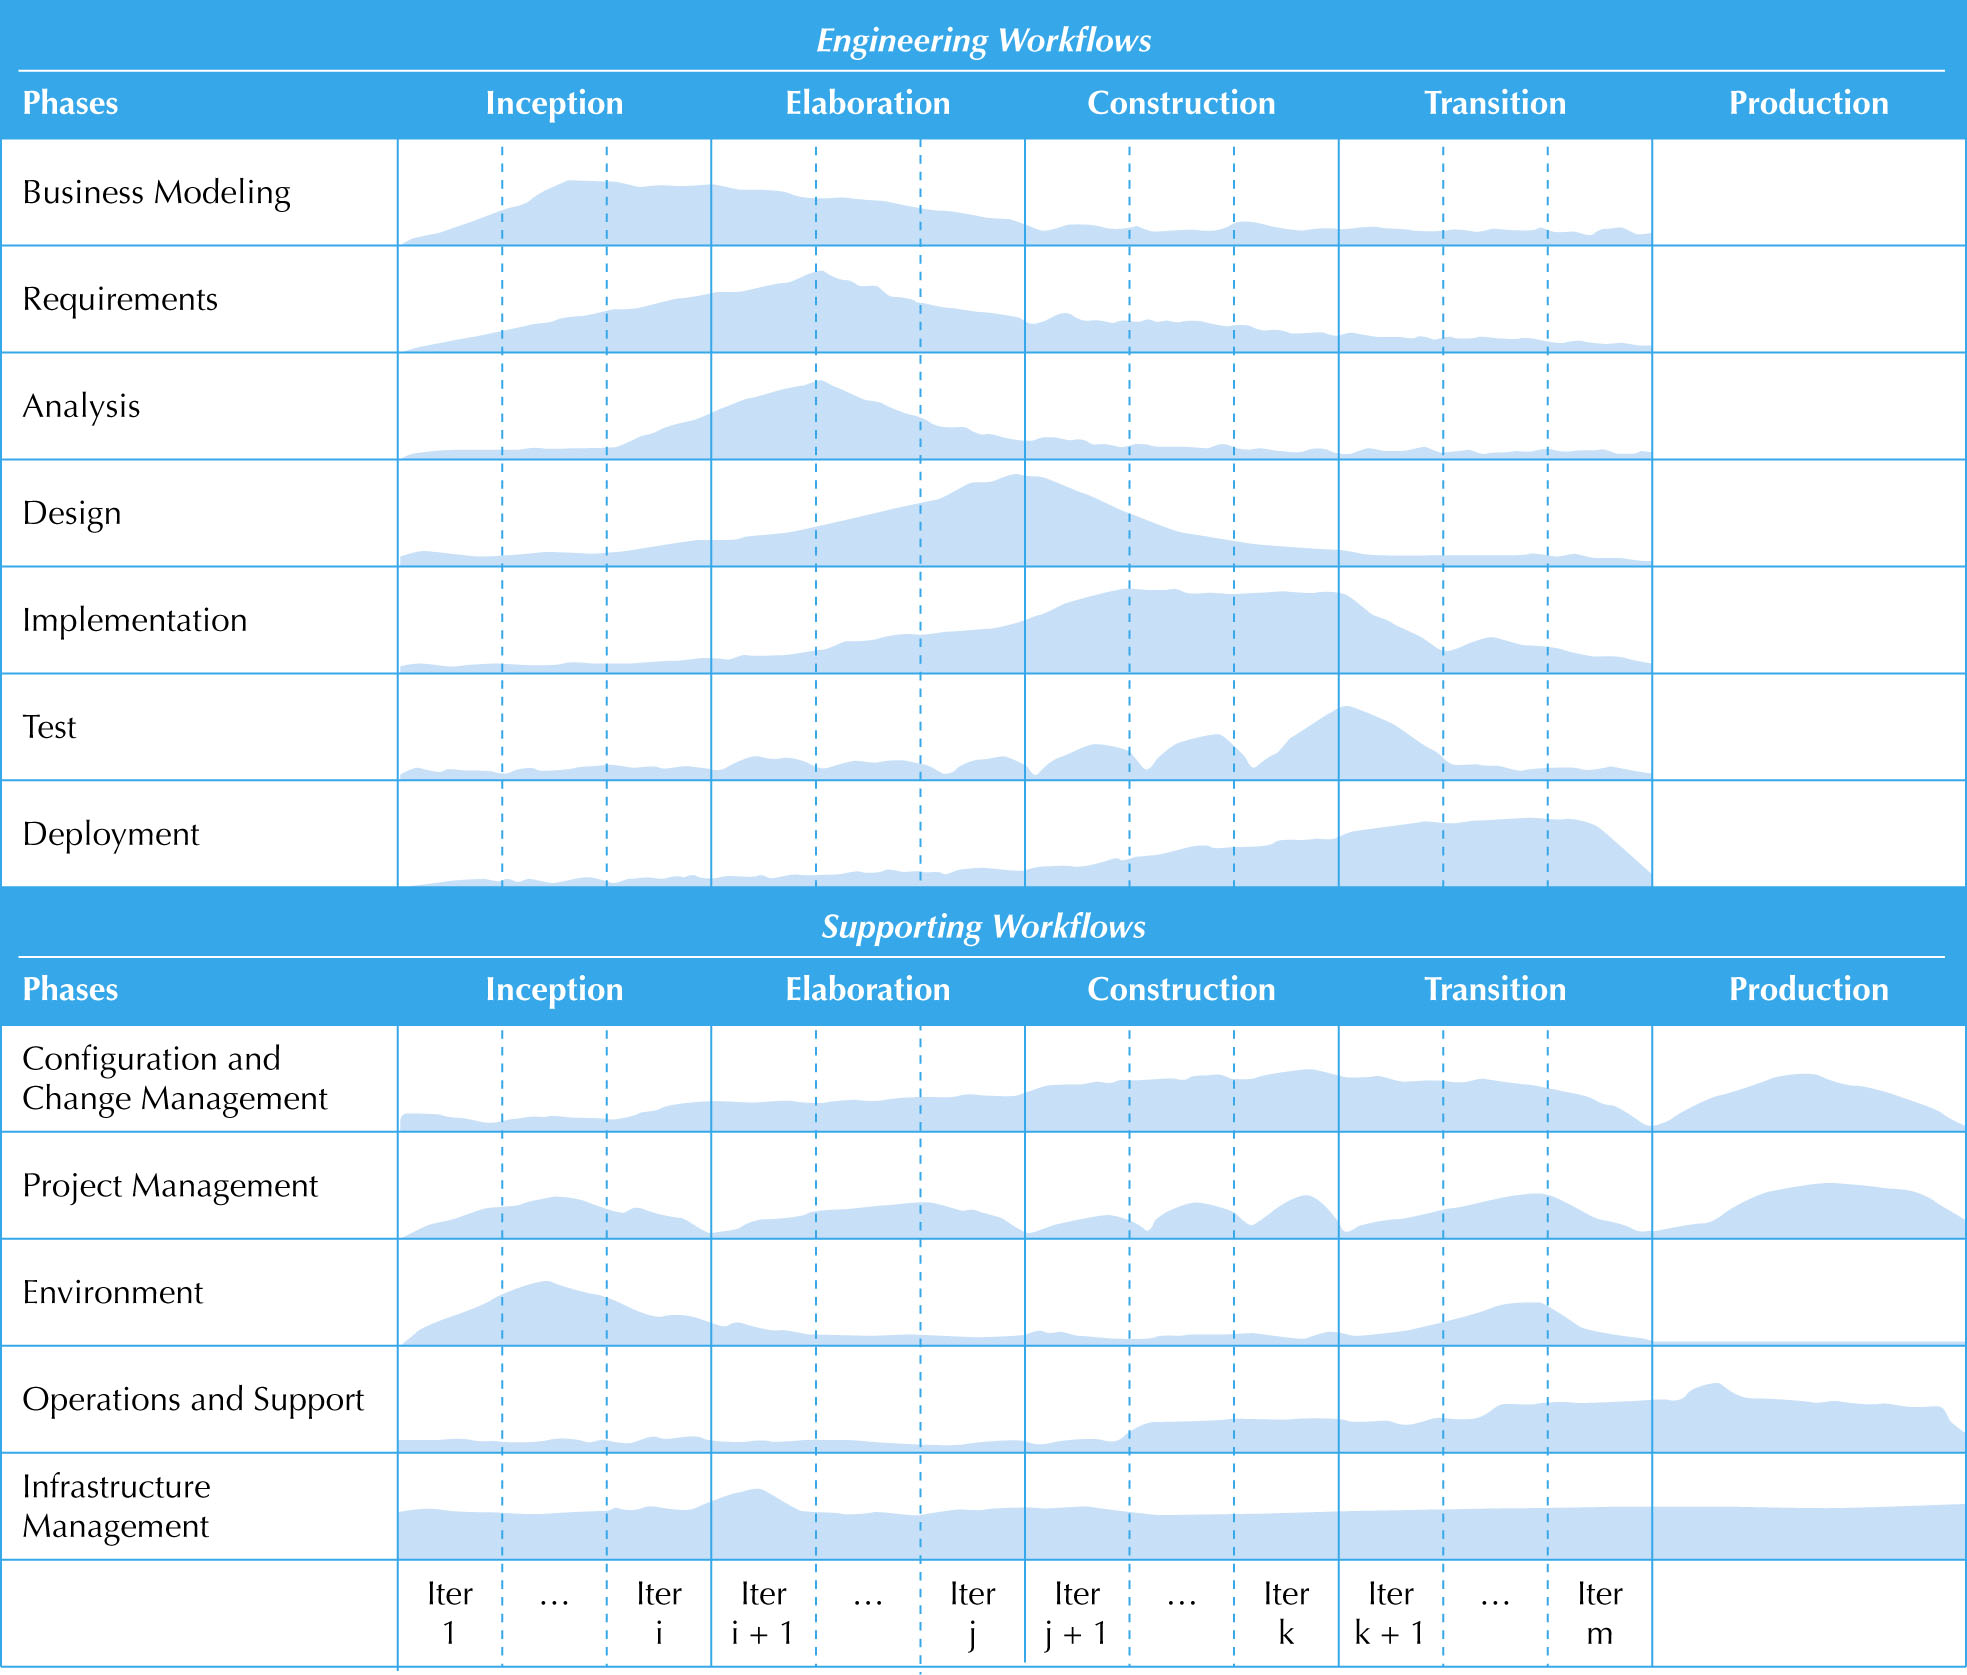 Engineering Workflows
Phases Inception Elaboration Construction Transition Production
Business Modeling
Requirements
Analysis
Design
Implementation
Test
Deployment
Supporting Workflows
Phases Inception Elaboration Construction Transition Production
Configuration and
Change Management
Project Management
Environment
Operations and Support
Infrastructure
Management
Iter … Iter Iter … Iter Iter … Iter Iter … Iter
1 i i + 1 j j + 1 k k + 1 m